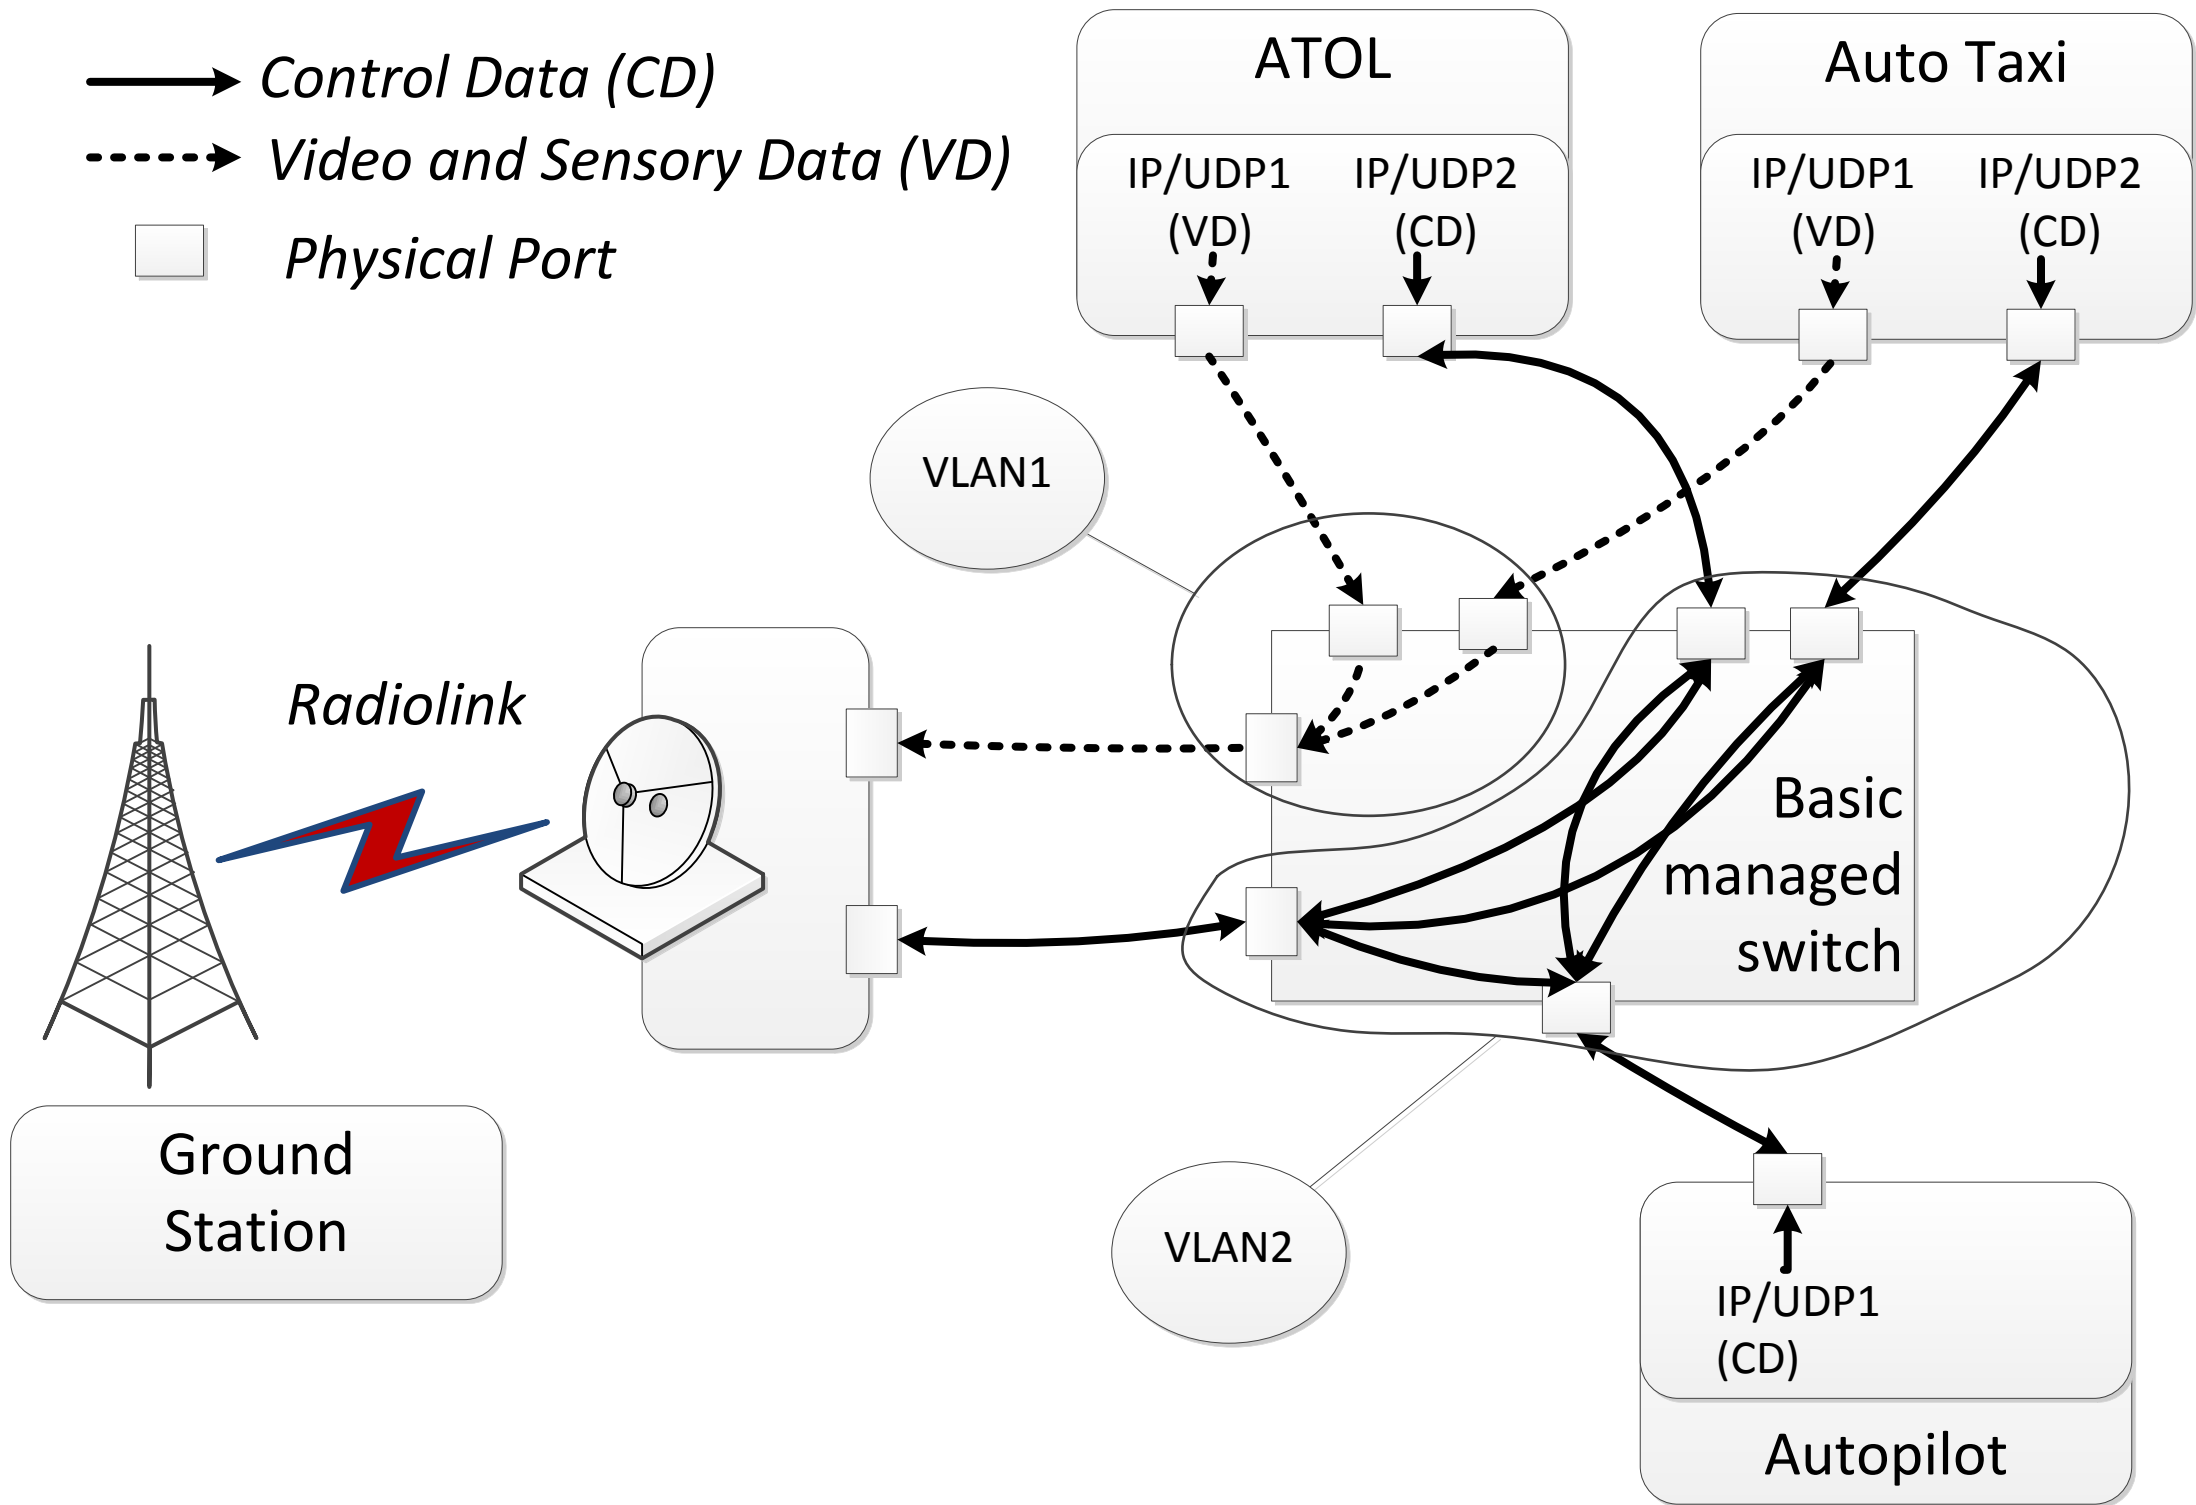 Control Data (CD)
Video and Sensory Data (VD)
Physical Port
ATOL
IP/UDP1
(VD)
IP/UDP2
(CD)
Auto Taxi
IP/UDP1
(VD)
IP/UDP2
(CD)
VLAN1
Radiolink
Basic
managed
switch
Ground
Station
VLAN2
IP/UDP1
(CD)
Autopilot